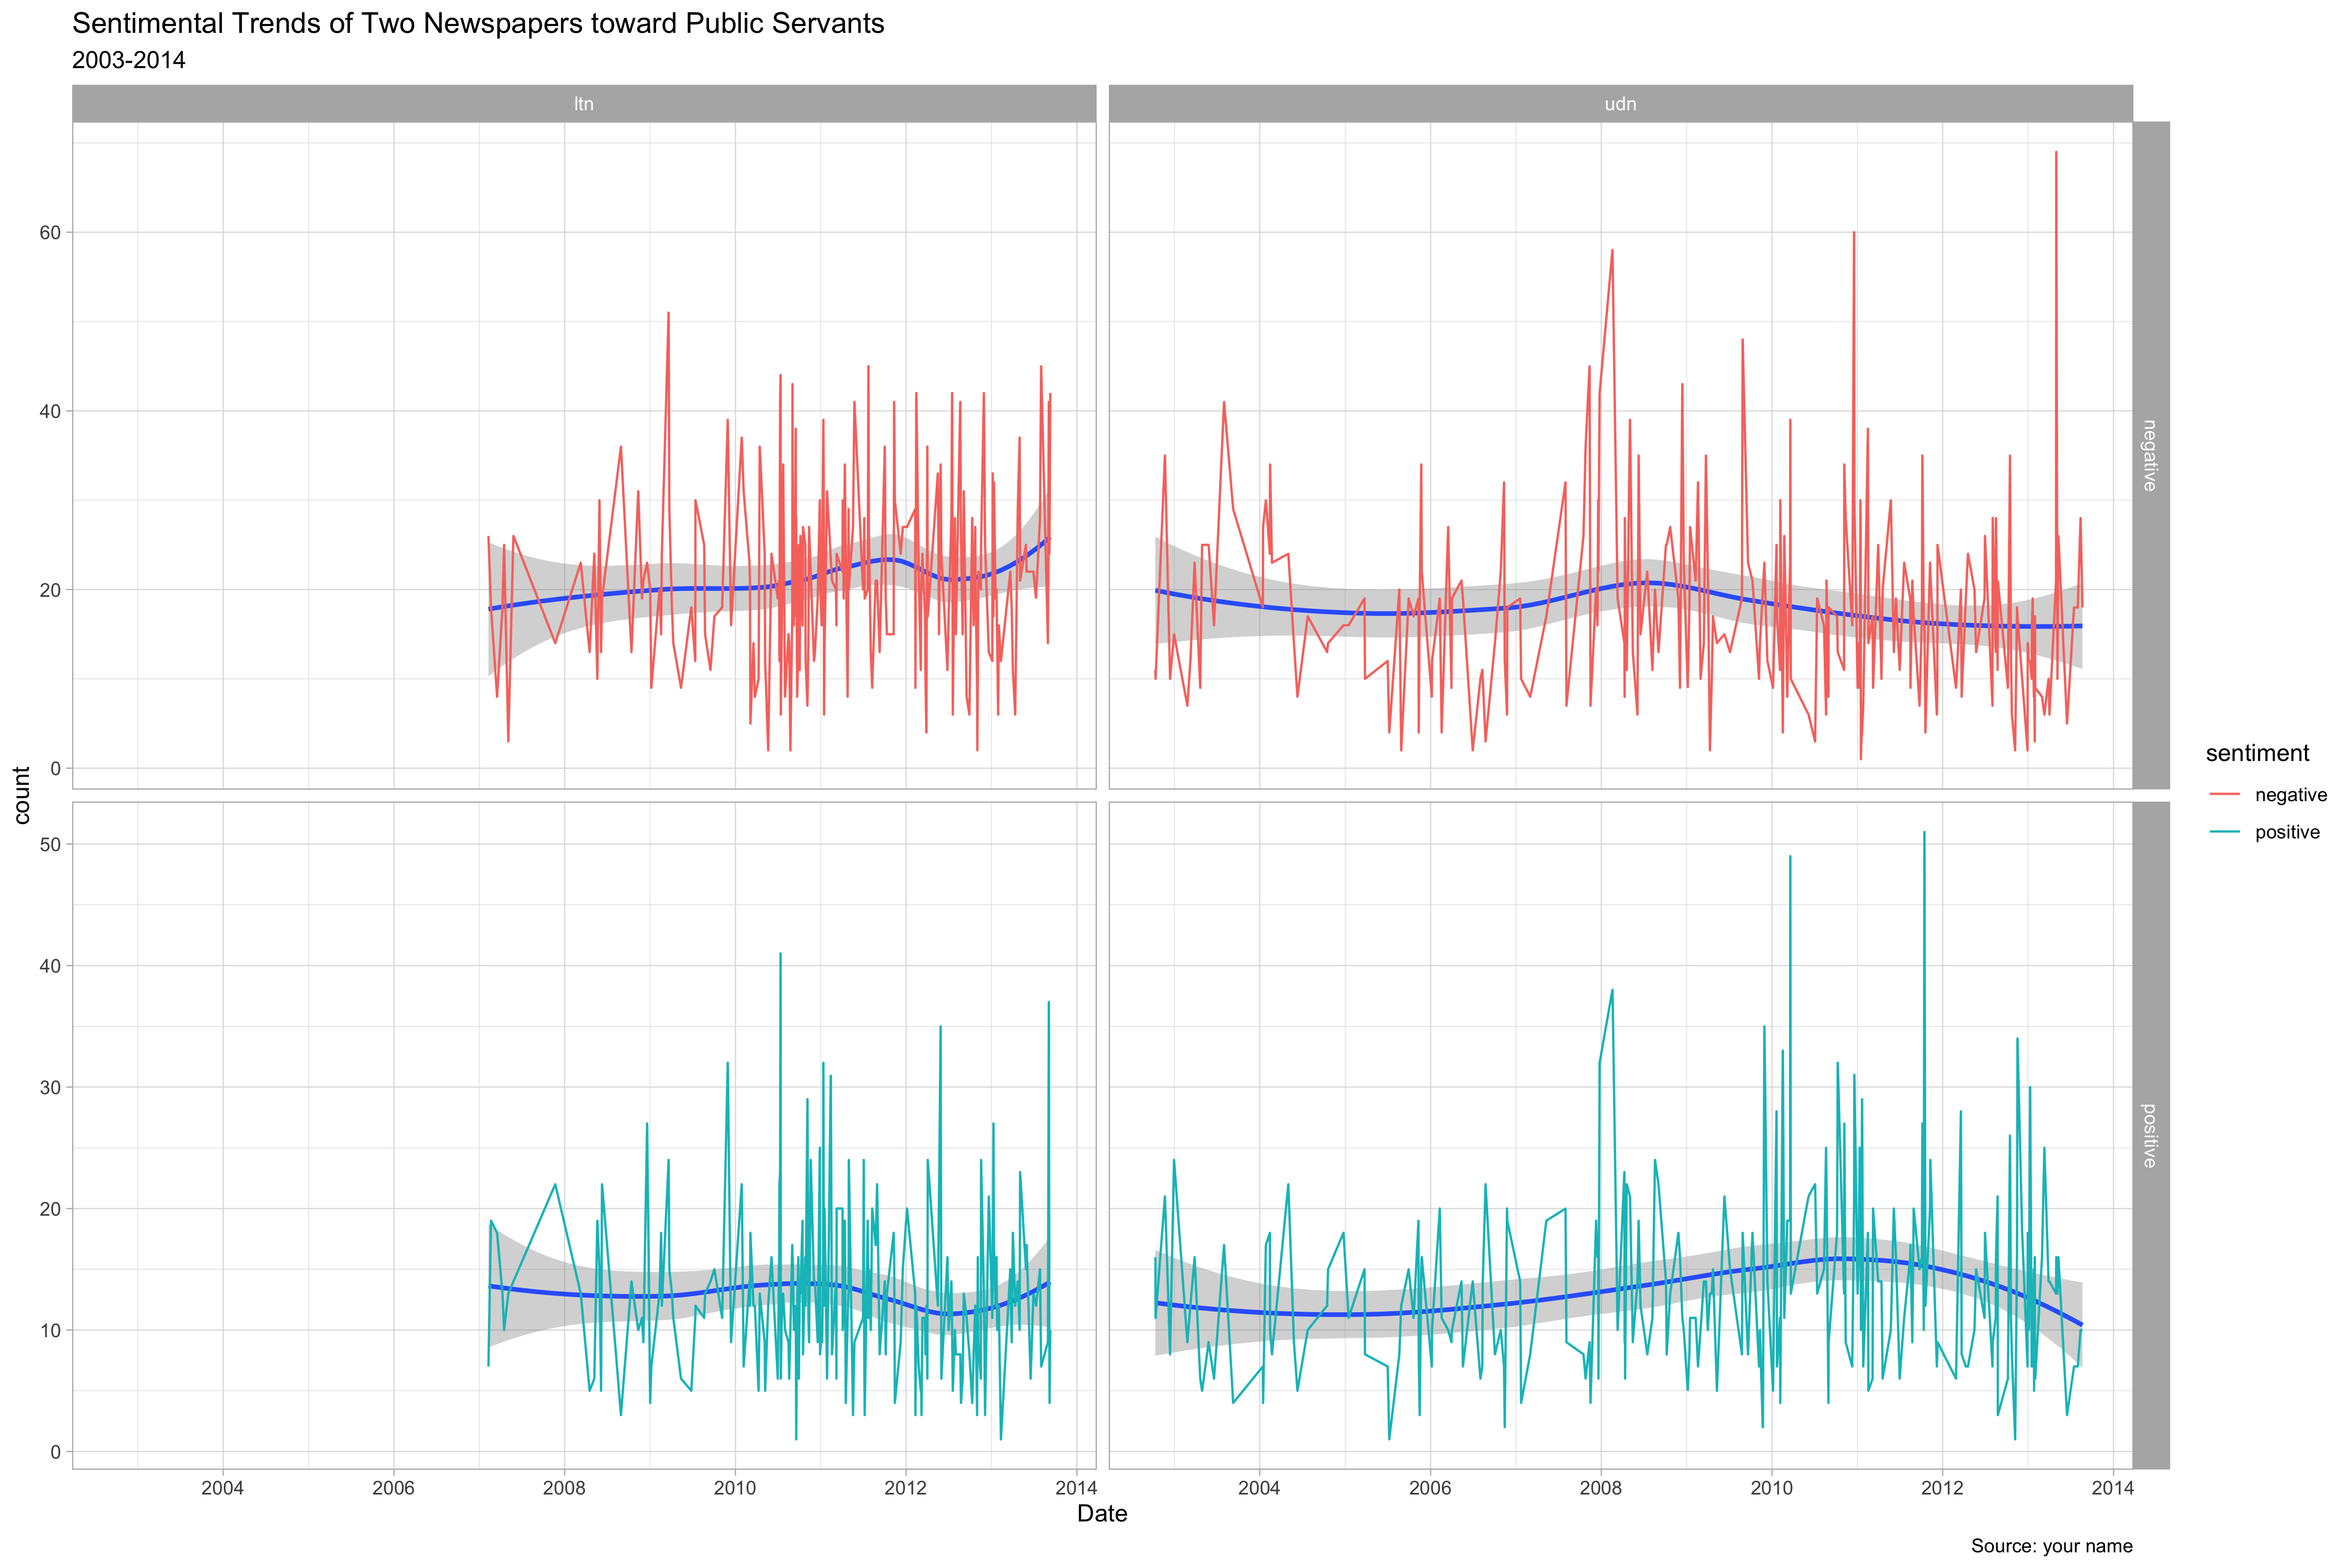 Sentimental Trends of Two Newspapers toward Public Servants
2003-2014
ltn
udn
60
40
20
0
negative
50
40
30
20
10
0
positive
count
2004 2006 2008 2010 2012 2014
2004 2006 2008 2010 2012 2014
Date
sentiment
negative
positive
Source: your name